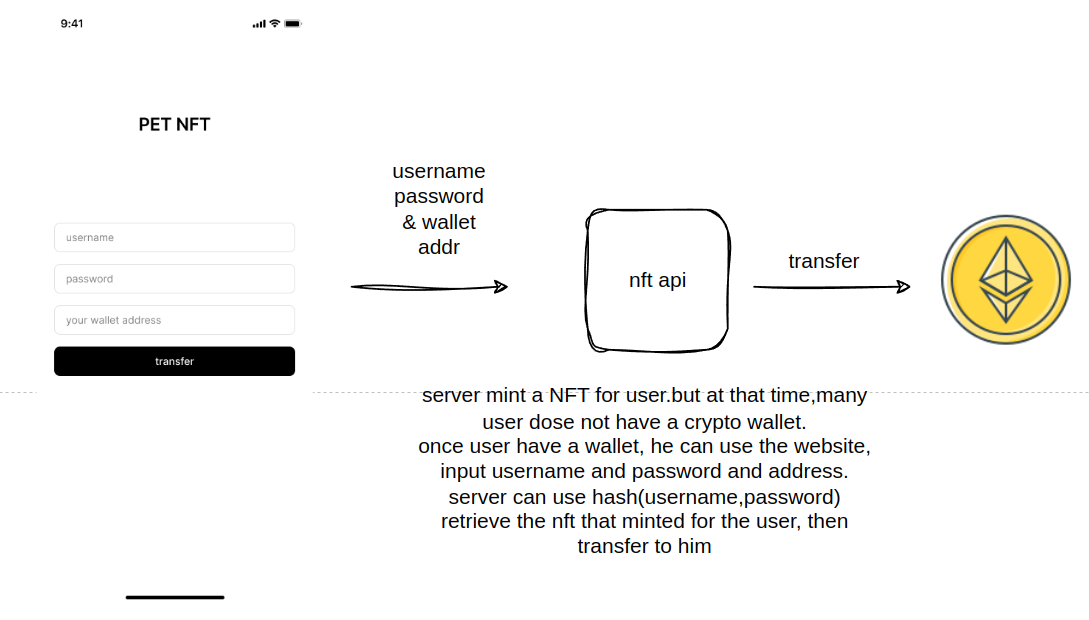 9:41
PET NFT
username
password
your wallet address
transfer
username
password
& wallet
addr
nft api
transfer
server mint a NFT for user.but at that time,many
user dose not have a crypto wallet.
once user have a wallet, he can use the website,
input username and password and address.
server can use hash(username,password)
retrieve the nft that minted for the user, then
transfer to him